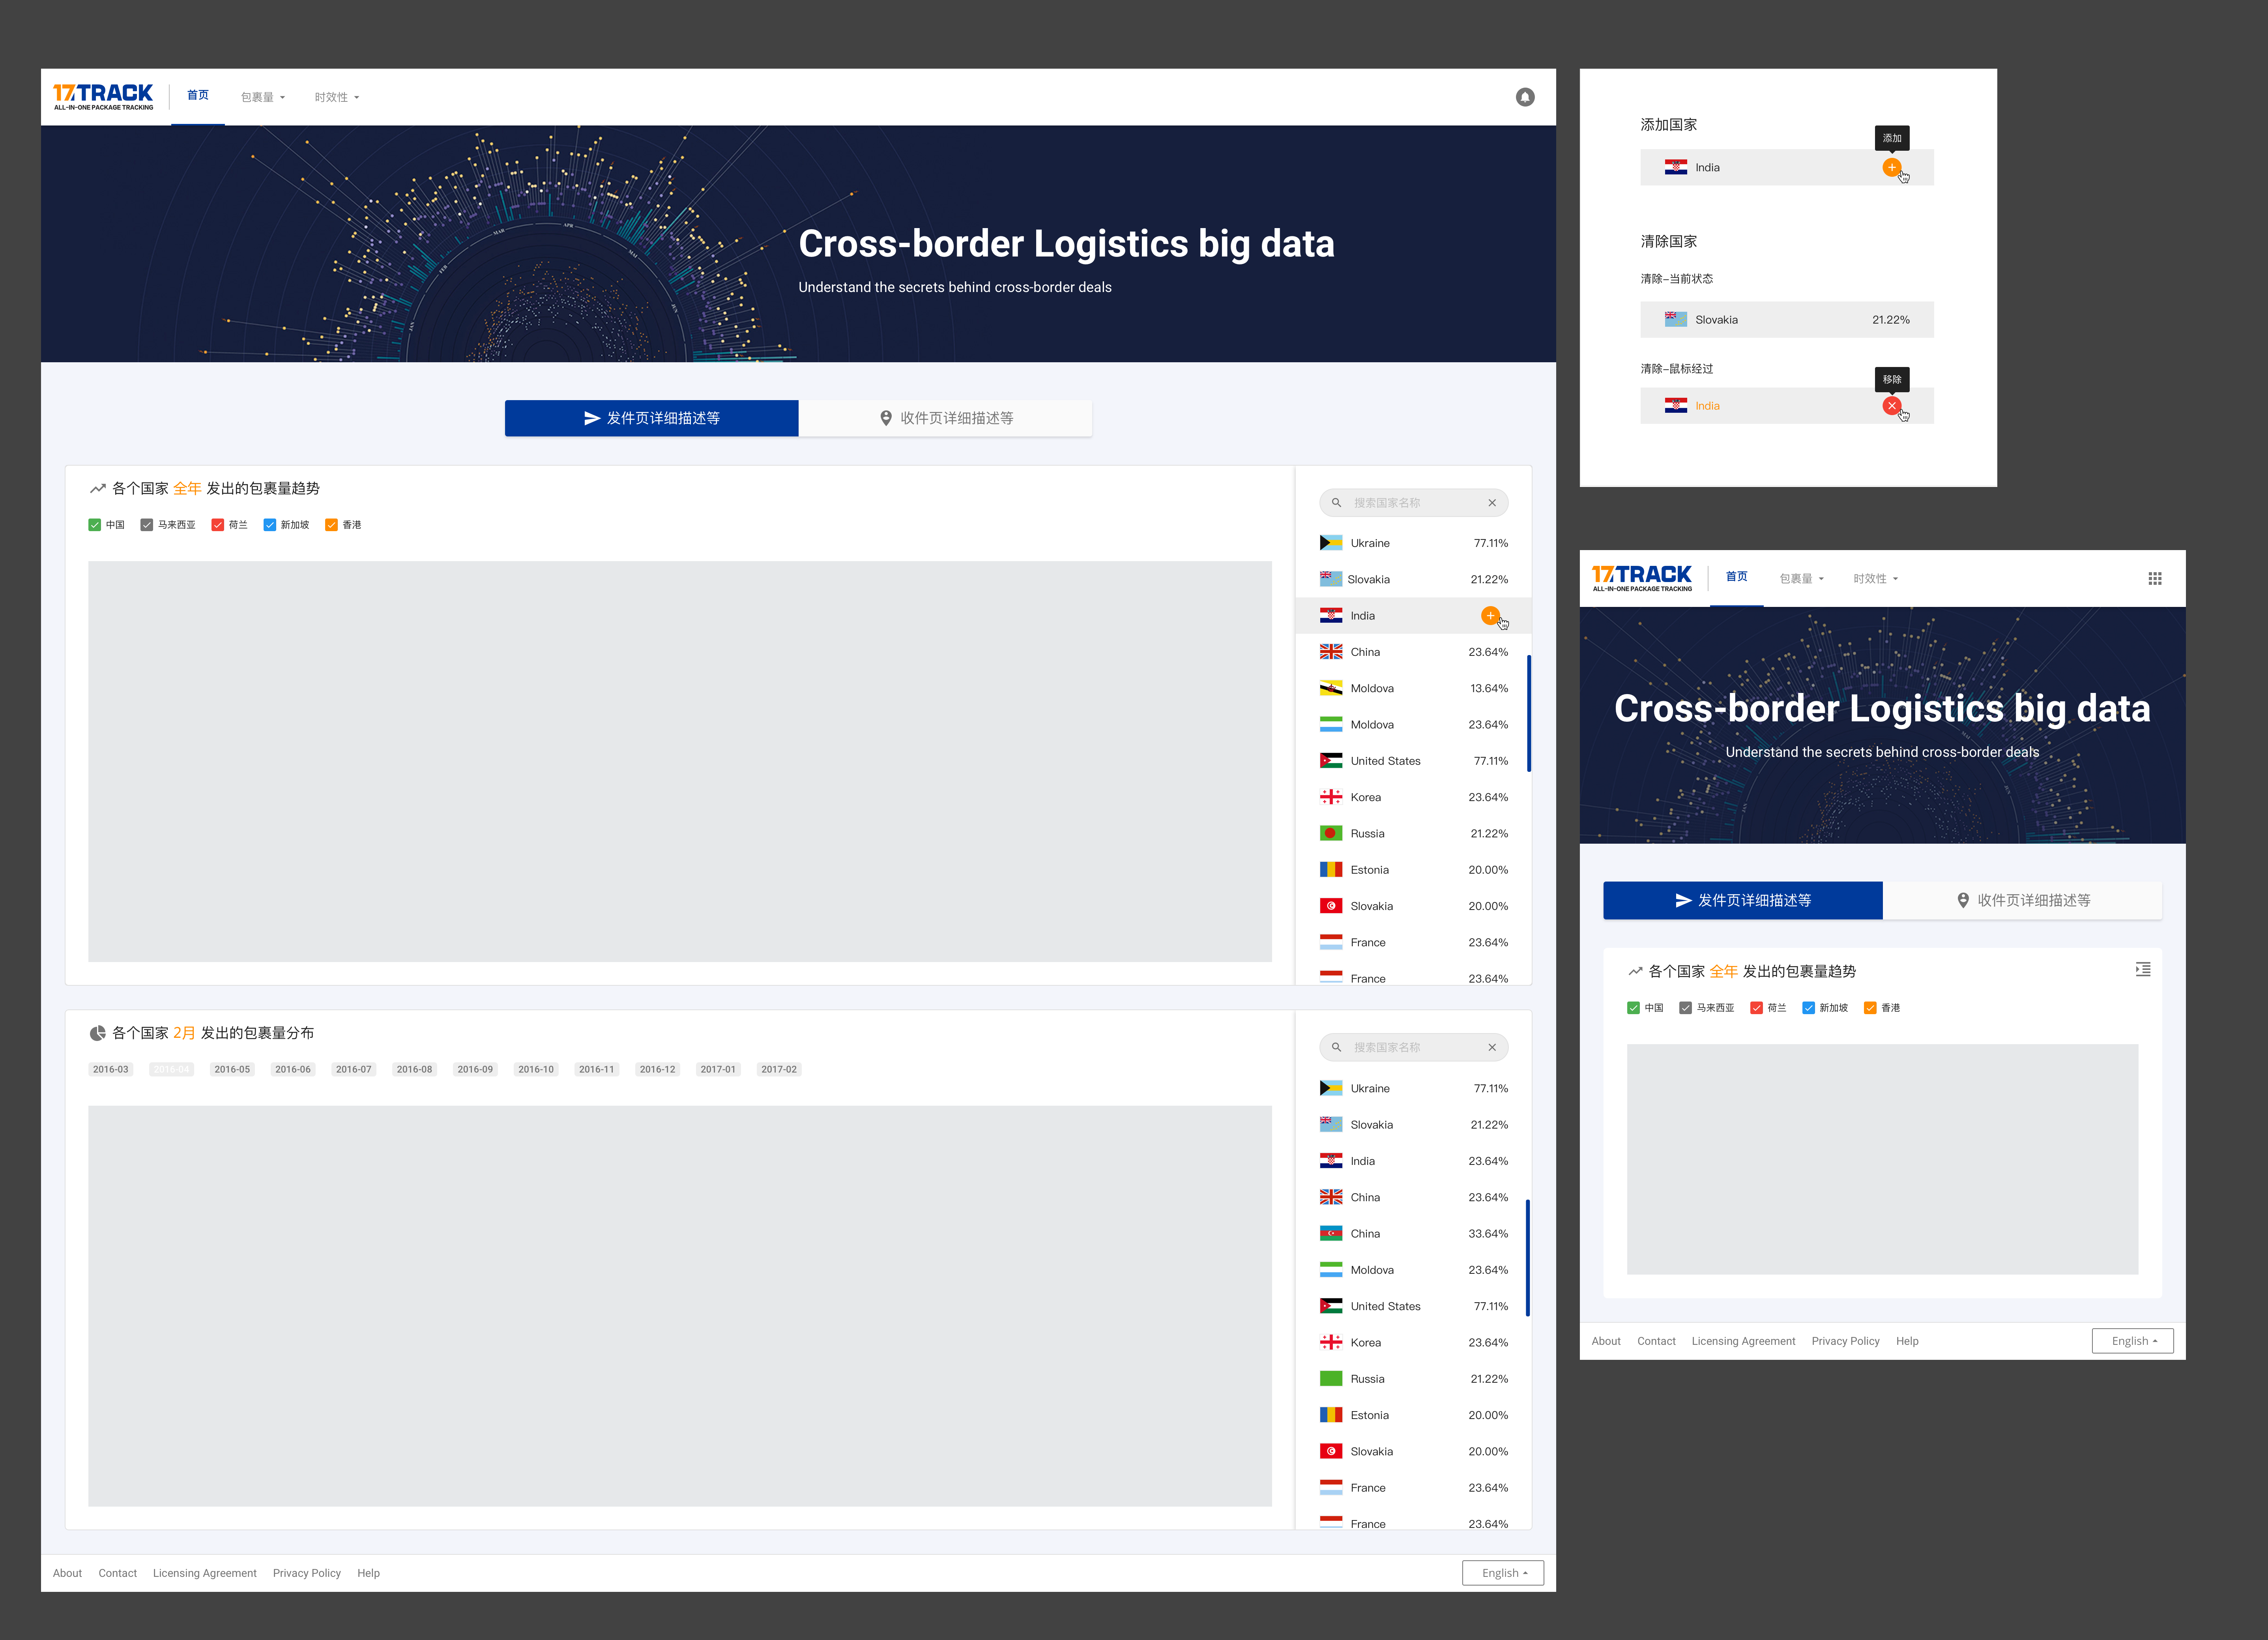 17TRACK
ALL-IN-ONE PACKAGE TRACKING
首页
包裹量
时效性
MAR
APR
FEB
MAI
JAN
JUN
Cross-border Logistics big data
Understand the secrets behind cross-border deals
发件页详细描述等
收件页详细描述等
各个国家 全年 发出的包裹量趋势
中国 马来西亚 荷兰 新加坡 香港
搜索国家名称
Ukraine 77.11%
Slovakia 21.22%
India
China 23.64%
Moldova 13.64%
Moldova 23.64%
United States 77.11%
Korea 23.64%
Russia 21.22%
Estonia 20.00%
Slovakia 20.00%
France 23.64%
France 23.64%
各个国家 2月 发出的包裹量分布
2016-03 2016-04 2016-05 2016-06 2016-07 2016-08 2016-09 2016-10 2016-11 2016-12 2017-01 2017-02
搜索国家名称
Ukraine 77.11%
Slovakia 21.22%
India 23.64%
China 23.64%
China 33.64%
Moldova 23.64%
United States 77.11%
Korea 23.64%
Russia 21.22%
Estonia 20.00%
Slovakia 20.00%
France 23.64%
France 23.64%
About Contact Licensing Agreement Privacy Policy Help
English
添加国家
添加
India
清除国家
清除–当前状态
Slovakia 21.22%
清除–鼠标经过
移除
India
17TRACK
ALL-IN-ONE PACKAGE TRACKING
首页
包裹量
时效性
Cross-border Logistics big data
Understand the secrets behind cross-border deals
发件页详细描述等
收件页详细描述等
各个国家 全年 发出的包裹量趋势
中国 马来西亚 荷兰 新加坡 香港
About Contact Licensing Agreement Privacy Policy Help
English